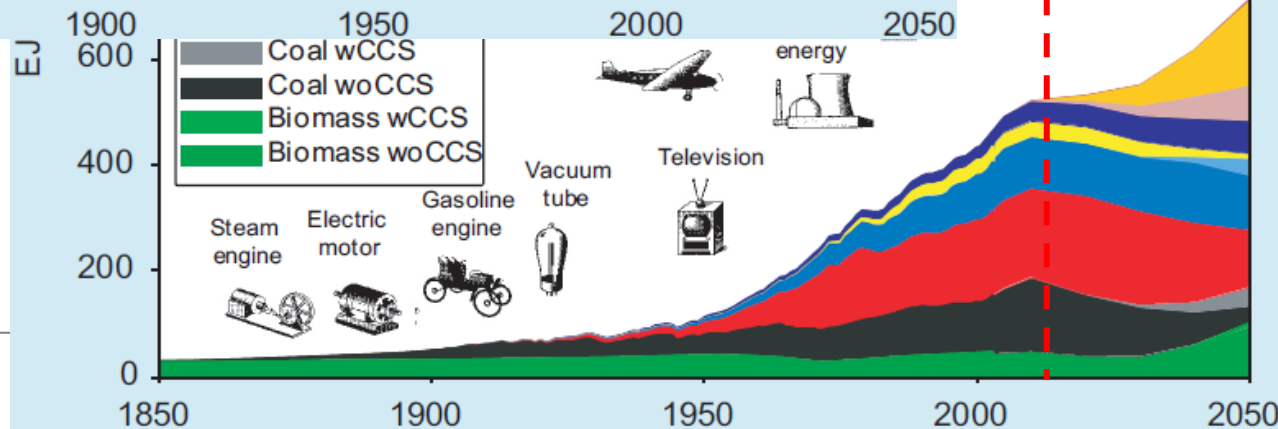 1900 1950 2000 2050
EJ
600
Coal wCCS
Coal woCCS
Biomass wCCS
Biomass woCCS
energy
400
Television
Vacuum
tube
Gasoline
engine
Electric
motor
Steam
engine
200
0
1850 1900 1950 2000 2050